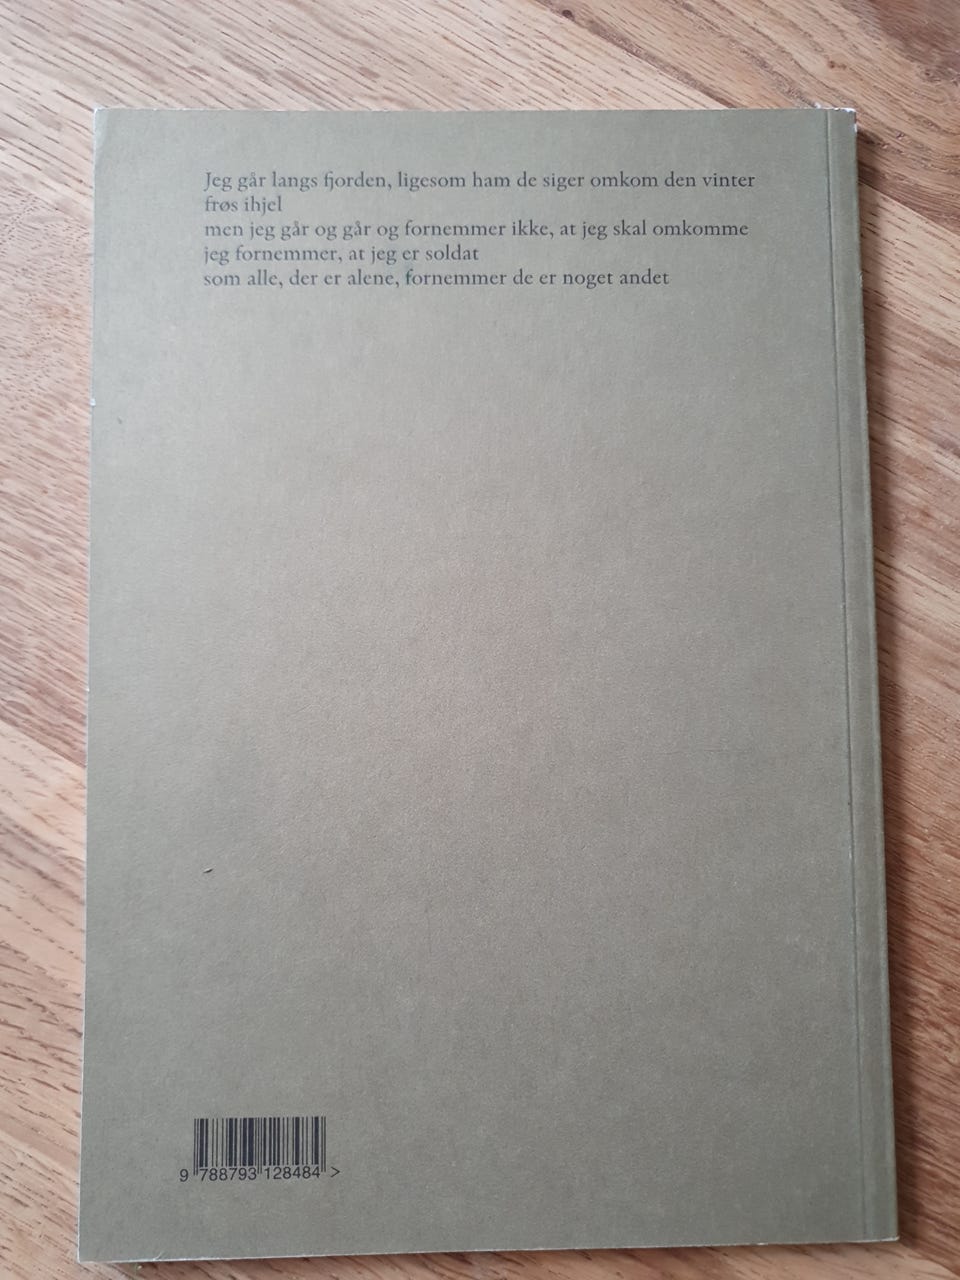 Jeg går langs fjorden, ligesom ham de siger omkom den vinter
frøs ihjel
men jeg går og går og fornemmer ikke, at jeg skal omkomme
jeg fornemmer, at jeg er soldat
som alle, der er alene, fornemmer de er noget andet
9 788793 128484 >